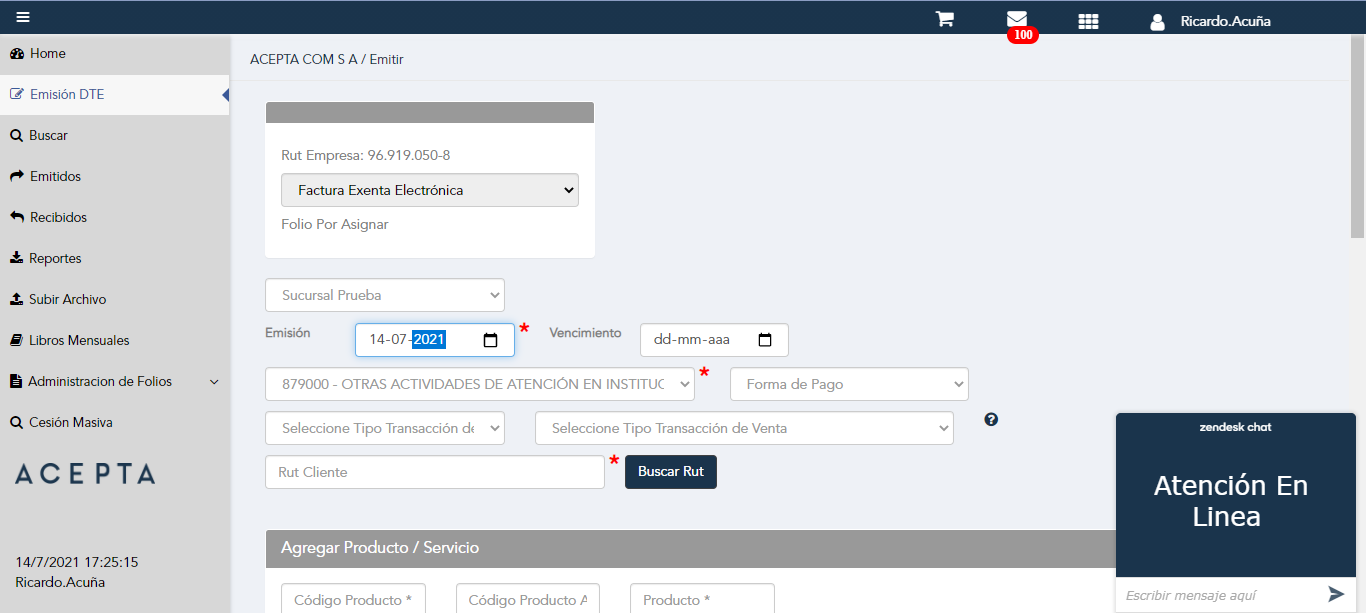 100
Ricardo.Acuña
Home
Emisión DTE
Buscar
Emitidos
Recibidos
Reportes
Subir Archivo
Libros Mensuales
Administracion de Folios
Cesión Masiva
ACEPTA
14/7/2021 17:25:15
Ricardo.Acuña
ACEPTA COM S A / Emitir
Rut Empresa: 96.919.050-8
Factura Exenta Electrónica
Folio Por Asignar
Sucursal Prueba
Emisión 14-07-2021 * Vencimiento dd-mm-aaa
879000 - OTRAS ACTIVIDADES DE ATENCIÓN EN INSTITUC * Forma de Pago
Seleccione Tipo Transacción de Seleccione Tipo Transacción de Venta ?
Rut Cliente * Buscar Rut
Agregar Producto / Servicio
Código Producto * Código Producto A Producto *
zendesk chat
Atención En
Linea
Escribir mensaje aquí